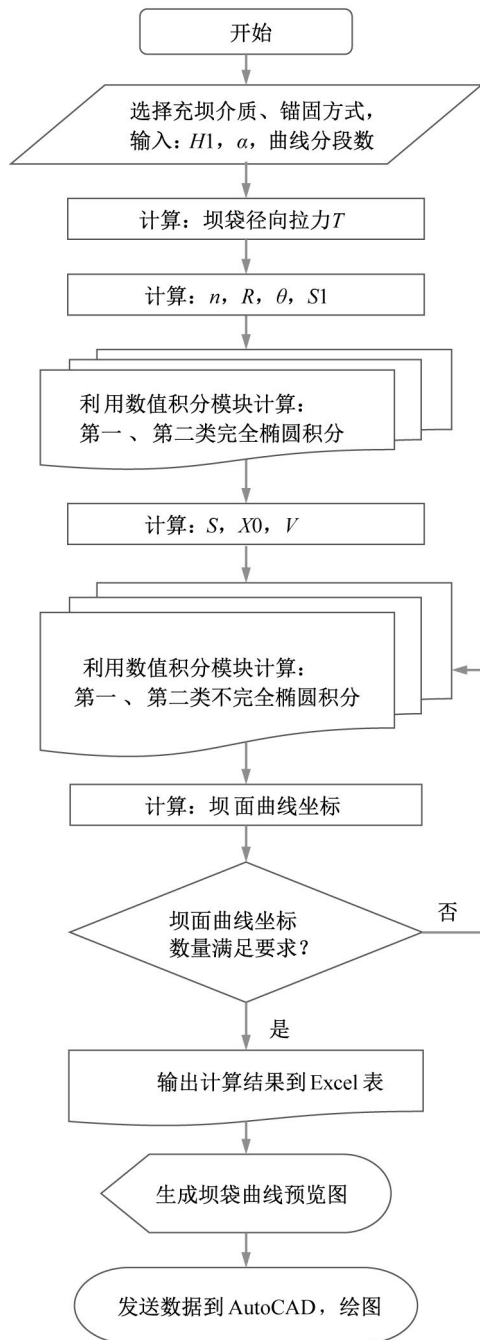 开始
选择充坝介质、锚固方式，
输入：H1，α，曲线分段数
计算：坝袋径向拉力T
计算：n，R，θ，S1
利用数值积分模块计算：
第一、第二类完全椭圆积分
计算：S，X0，V
利用数值积分模块计算：
第一、第二类不完全椭圆积分
计算：坝面曲线坐标
坝面曲线坐标
数量满足要求？
否
是
输出计算结果到Excel表
生成坝袋曲线预览图
发送数据到AutoCAD，绘图